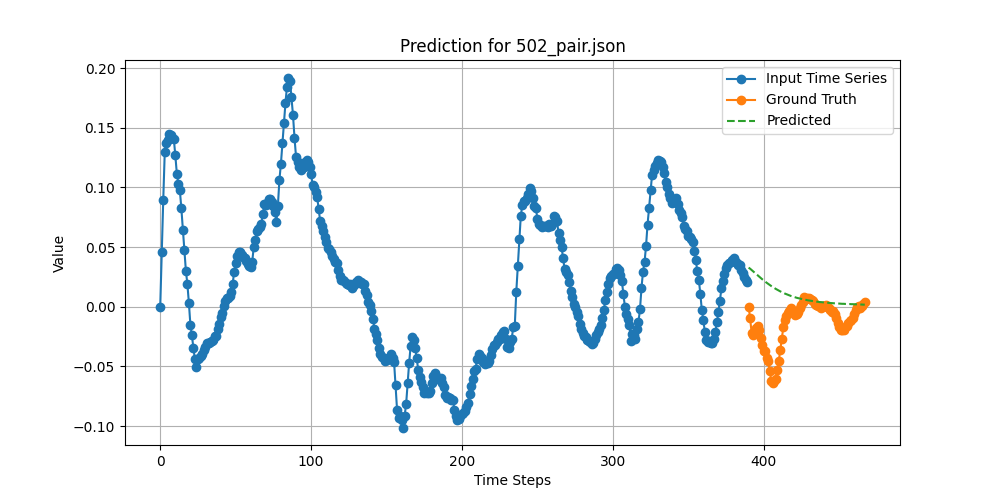 Prediction for 502_pair.json
Input Time Series
Ground Truth
Predicted
0.20
0.15
0.10
0.05
0.00
−0.05
−0.10
Value
0 100 200 300 400
Time Steps